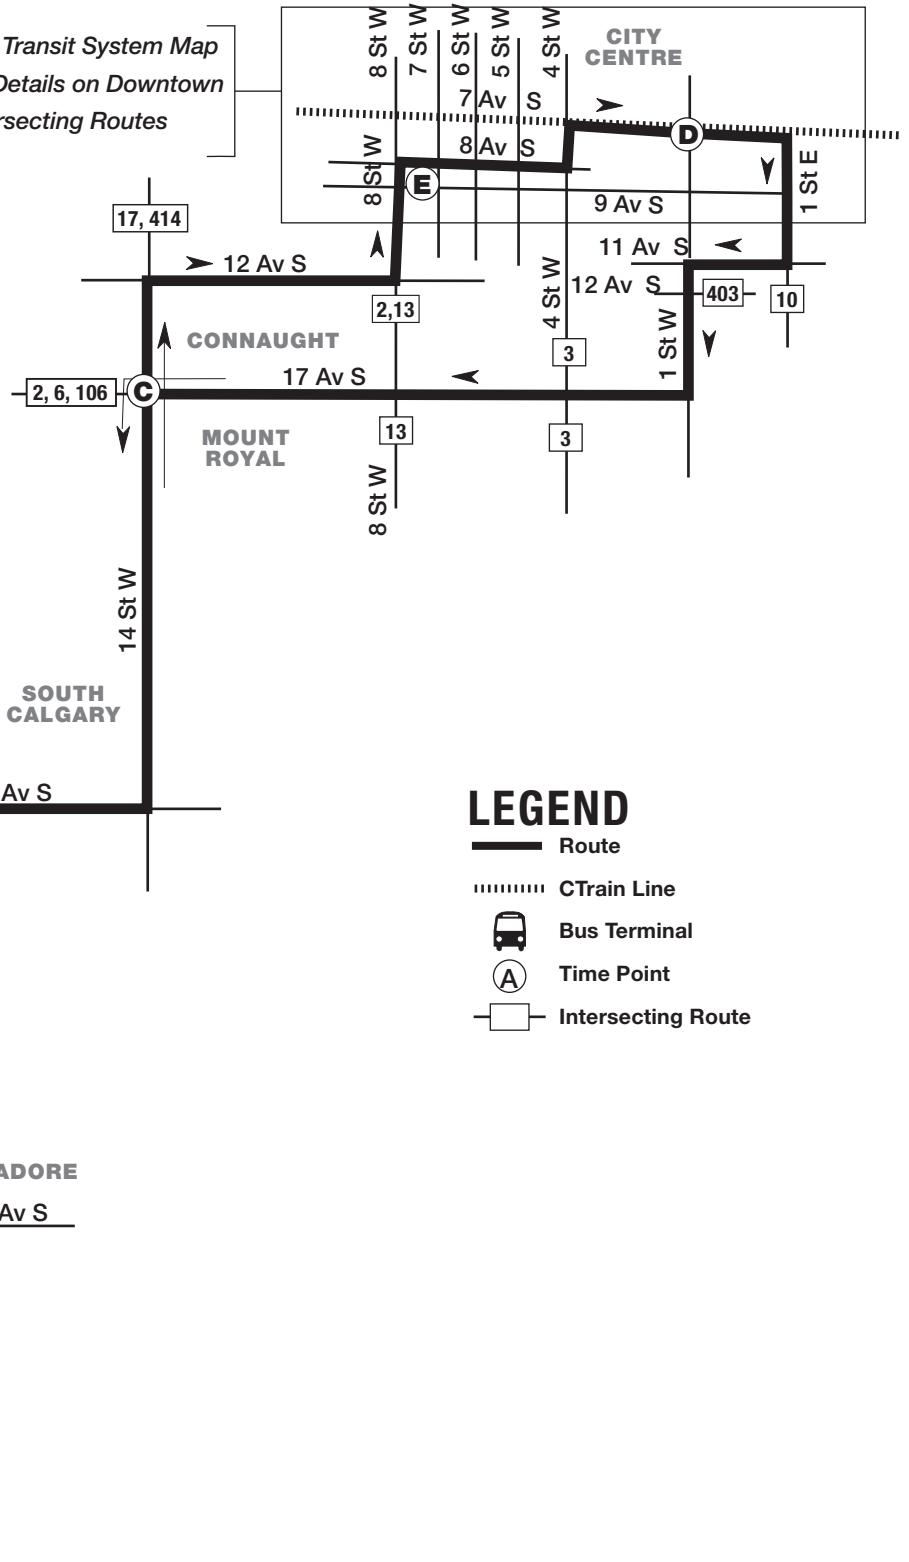 Transit System Map
Details on Downtown
rsecting Routes
8 St W
7 St W
6 St W
5 St W
4 St W
CITY
CENTRE
7 Av S
D
8 Av S
8 St W
E
1 St E
9 Av S
17, 414
11 Av S
12 Av S
12 Av S
403
10
2,13
4 St W
1 St W
CONNAUGHT
3
17 Av S
2, 6, 106
C
MOUNT
ROYAL
13
3
8 St W
14 St W
SOUTH
CALGARY
Av S
LEGEND
Route
CTrain Line
Bus Terminal
A
Time Point
Intersecting Route
ADORE
Av S